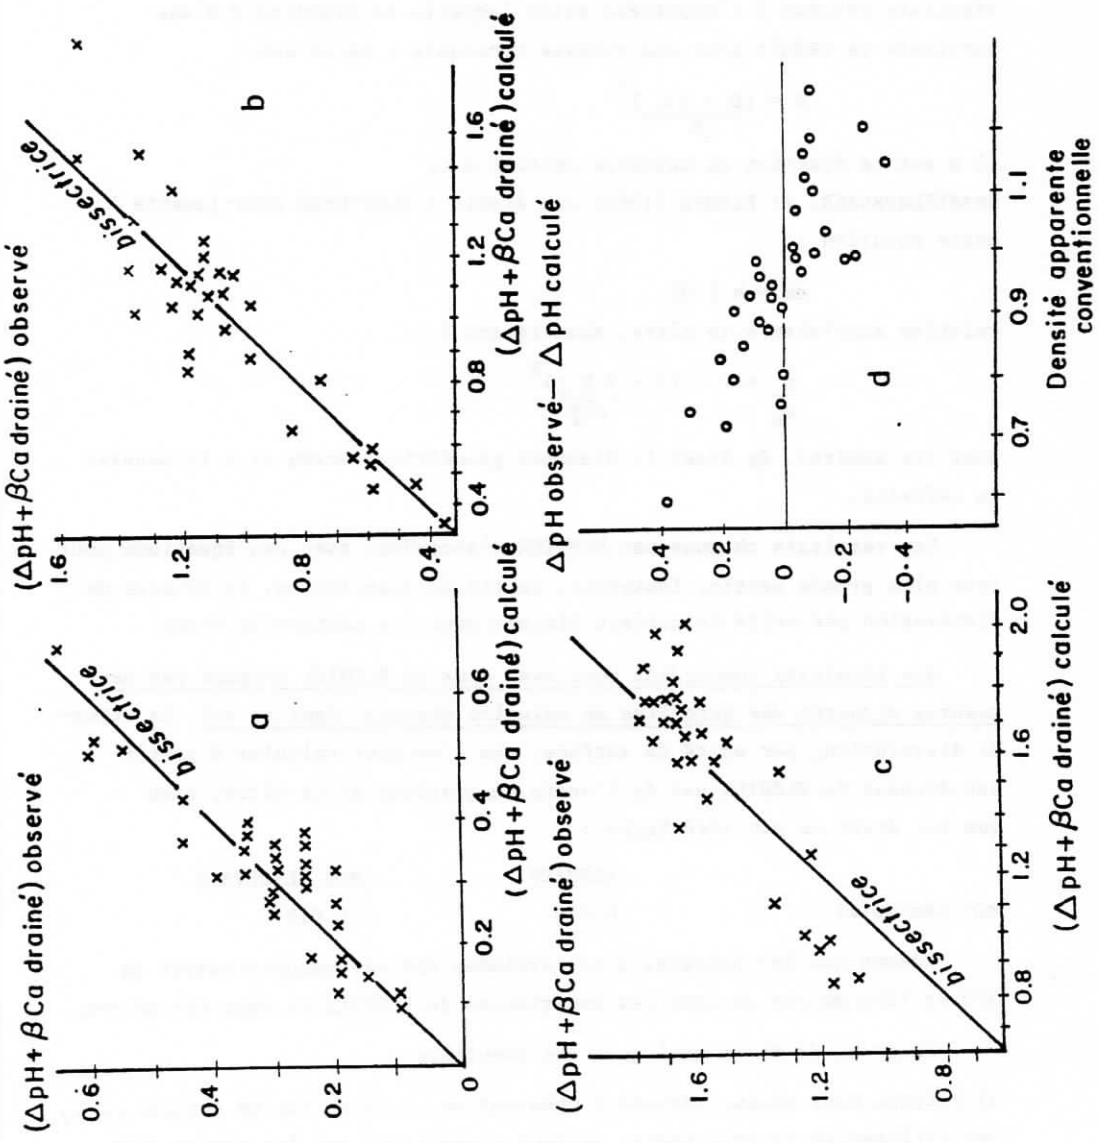 (ΔpH+ βCa drainé) observé
0.6
0.4
0.2
0
bissectrice
a
0.2
0.4
0.6
(ΔpH+βCa drainé) calculé
(ΔpH+βCa drainé) observé
1.6
1.2
0.8
0.4
bissectrice
b
0.4
0.8
1.2
1.6
(ΔpH+βCa drainé) calculé
(ΔpH+βCa drainé) observé
1.6
1.2
0.8
bissectrice
c
0.8
1.2
1.6
2.0
(ΔpH+βCa drainé) calculé
ΔpH observé—ΔpH calculé
0.4
0.2
0
-0.2
-0.4
d
0.7
0.9
1.1
Densité apparente
conventionnelle